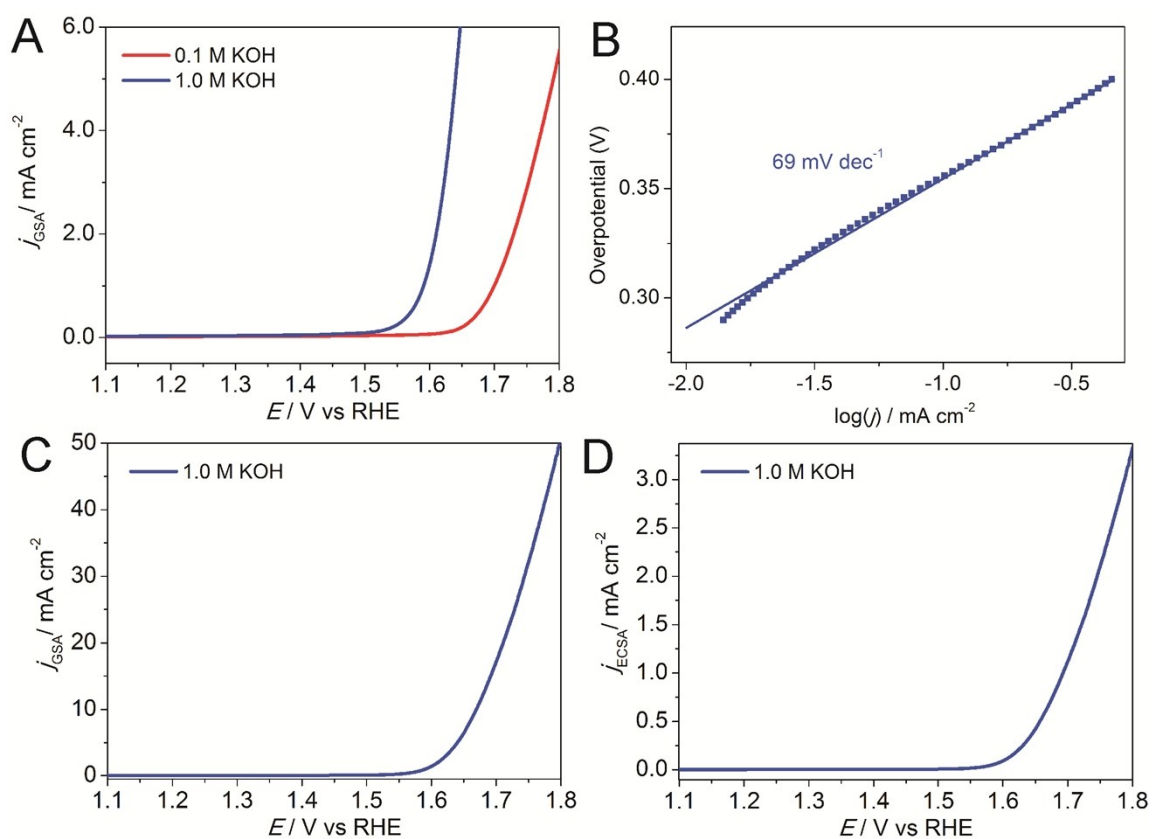 A
6.0
4.0
2.0
0.0
0.1 M KOH
1.0 M KOH
j_GSA / mA cm⁻²
1.1 1.2 1.3 1.4 1.5 1.6 1.7 1.8
E / V vs RHE
B
0.40
0.35
0.30
69 mV dec⁻¹
Overpotential (V)
-2.0 -1.5 -1.0 -0.5
log(j) / mA cm⁻²
C
50
40
30
20
10
0
1.0 M KOH
j_GSA / mA cm⁻²
1.1 1.2 1.3 1.4 1.5 1.6 1.7 1.8
E / V vs RHE
D
3.0
2.5
2.0
1.5
1.0
0.5
0.0
1.0 M KOH
j_ECSA / mA cm⁻²
1.1 1.2 1.3 1.4 1.5 1.6 1.7 1.8
E / V vs RHE